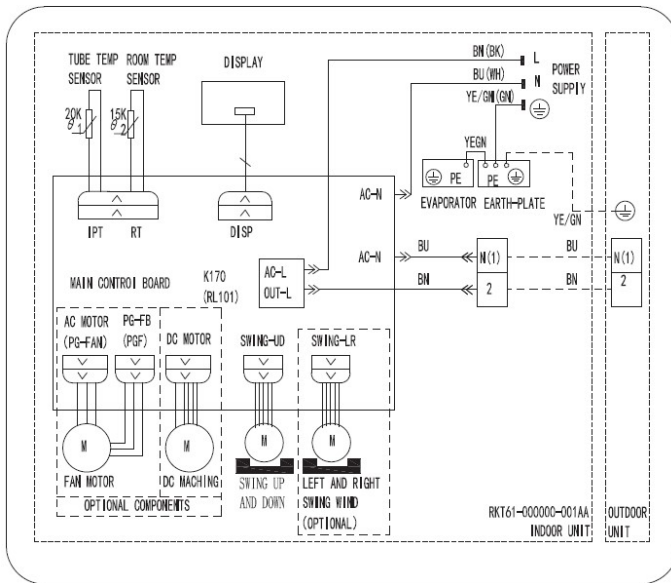 TUBE TEMP
SENSOR
ROOM TEMP
SENSOR
DISPLAY
BN(BK)
L
BU(WH)
N
POWER
SUPPLY
YE/GN(GN)
20K
θ 1
15K
θ 2
YEGN
PE
PE
EVAPORATOR
EARTH-PLATE
YE/GN
AC-N
IPT
RT
DISP
AC-N
BU
N(1)
BU
N(1)
MAIN CONTROL BOARD
K170
(RL101)
AC-L
OUT-L
BN
2
BN
2
AC MOTOR
(PG-FAN)
PG-FB
(PGF)
DC MOTOR
SWING-UD
SWING-LR
M
M
M
M
FAN MOTOR
DC MACHING
SWING UP
AND DOWN
LEFT AND RIGHT
SWING WIND
(OPTIONAL)
OPTIONAL COMPONENTS
RKT61-000000-001AA
INDOOR UNIT
OUTDOOR
UNIT